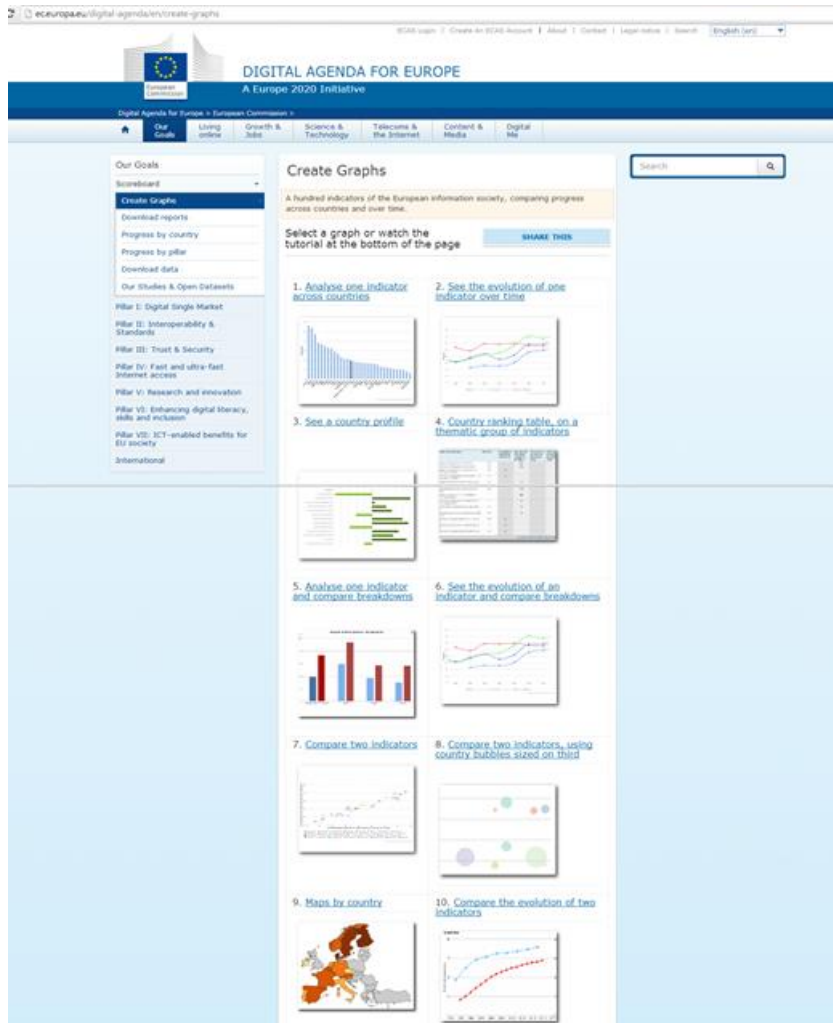 ec.europa.eu/digital-agenda/en/create-graphs
ECAS Login | Create An ECAS Account | About | Contact | Legal notice | Search English (en)
European
Commission
DIGITAL AGENDA FOR EUROPE
A Europe 2020 Initiative
Digital Agenda for Europe > European Commission >
Our Goals
Living online
Growth & Jobs
Science & Technology
Telecoms & the Internet
Content & Media
Digital Me
Our Goals
Scoreboard
Create Graphs
Download reports
Progress by country
Progress by pillar
Download data
Our Studies & Open Datasets
Pillar I: Digital Single Market
Pillar II: Interoperability &
Standards
Pillar III: Trust & Security
Pillar IV: Fast and ultra-fast
Internet access
Pillar V: Research and innovation
Pillar VI: Enhancing digital literacy,
skills and inclusion
Pillar VII: ICT-enabled benefits for
EU society
International
Create Graphs
A hundred indicators of the European information society, comparing progress
across countries and over time.
Select a graph or watch the
tutorial at the bottom of the page
SHARE THIS
1. Analyse one indicator
across countries
2. See the evolution of one
indicator over time
3. See a country profile
4. Country ranking table, on a
thematic group of indicators
5. Analyse one indicator
and compare breakdowns
6. See the evolution of an
indicator and compare breakdowns
7. Compare two indicators
8. Compare two indicators, using
country bubbles sized on third
9. Maps by country
10. Compare the evolution of two
indicators
Search